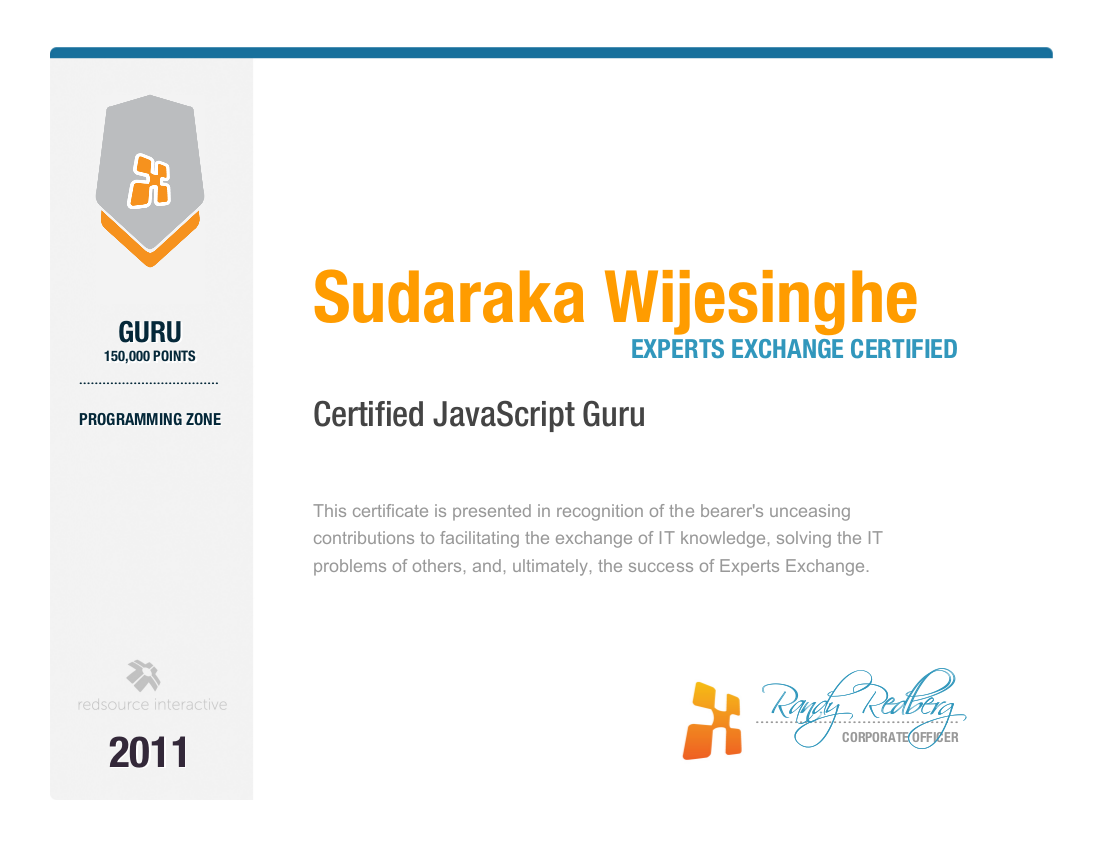 GURU
150,000 POINTS
PROGRAMMING ZONE
redsource interactive
2011
Sudaraka Wijesinghe
EXPERTS EXCHANGE CERTIFIED
Certified JavaScript Guru
This certificate is presented in recognition of the bearer's unceasing
contributions to facilitating the exchange of IT knowledge, solving the IT
problems of others, and, ultimately, the success of Experts Exchange.
Randy Redberg
CORPORATE OFFICER